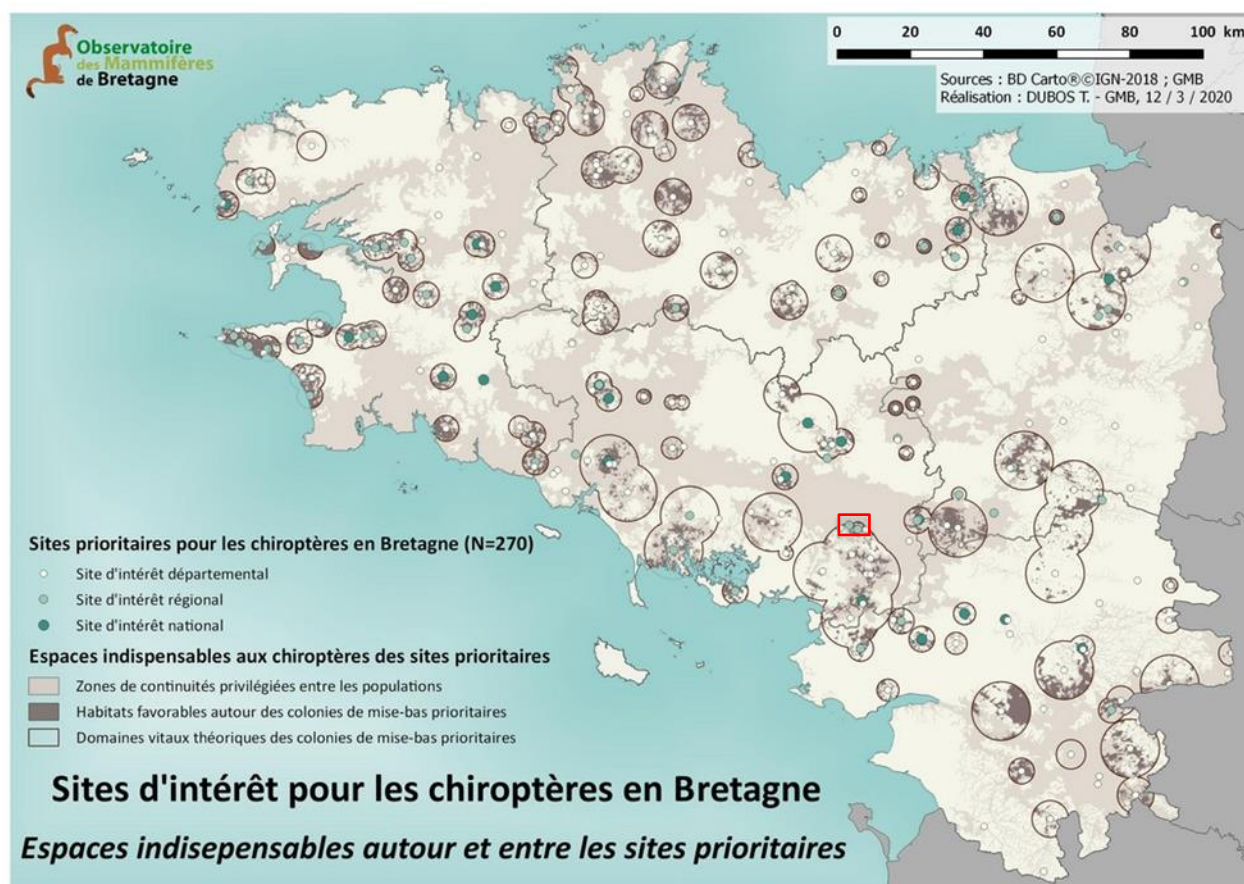 Observatoire
des Mammifères
de Bretagne
0 20 40 60 80 100 km
Sources : BD Carto®©IGN-2018 ; GMB
Réalisation : DUBOS T. - GMB, 12 / 3 / 2020
Sites prioritaires pour les chiroptères en Bretagne (N=270)
Site d'intérêt départemental
Site d'intérêt régional
Site d'intérêt national
Espaces indispensables aux chiroptères des sites prioritaires
Zones de continuités privilégiées entre les populations
Habitats favorables autour des colonies de mise-bas prioritaires
Domaines vitaux théoriques des colonies de mise-bas prioritaires
Sites d'intérêt pour les chiroptères en Bretagne
Espaces indisepensables autour et entre les sites prioritaires